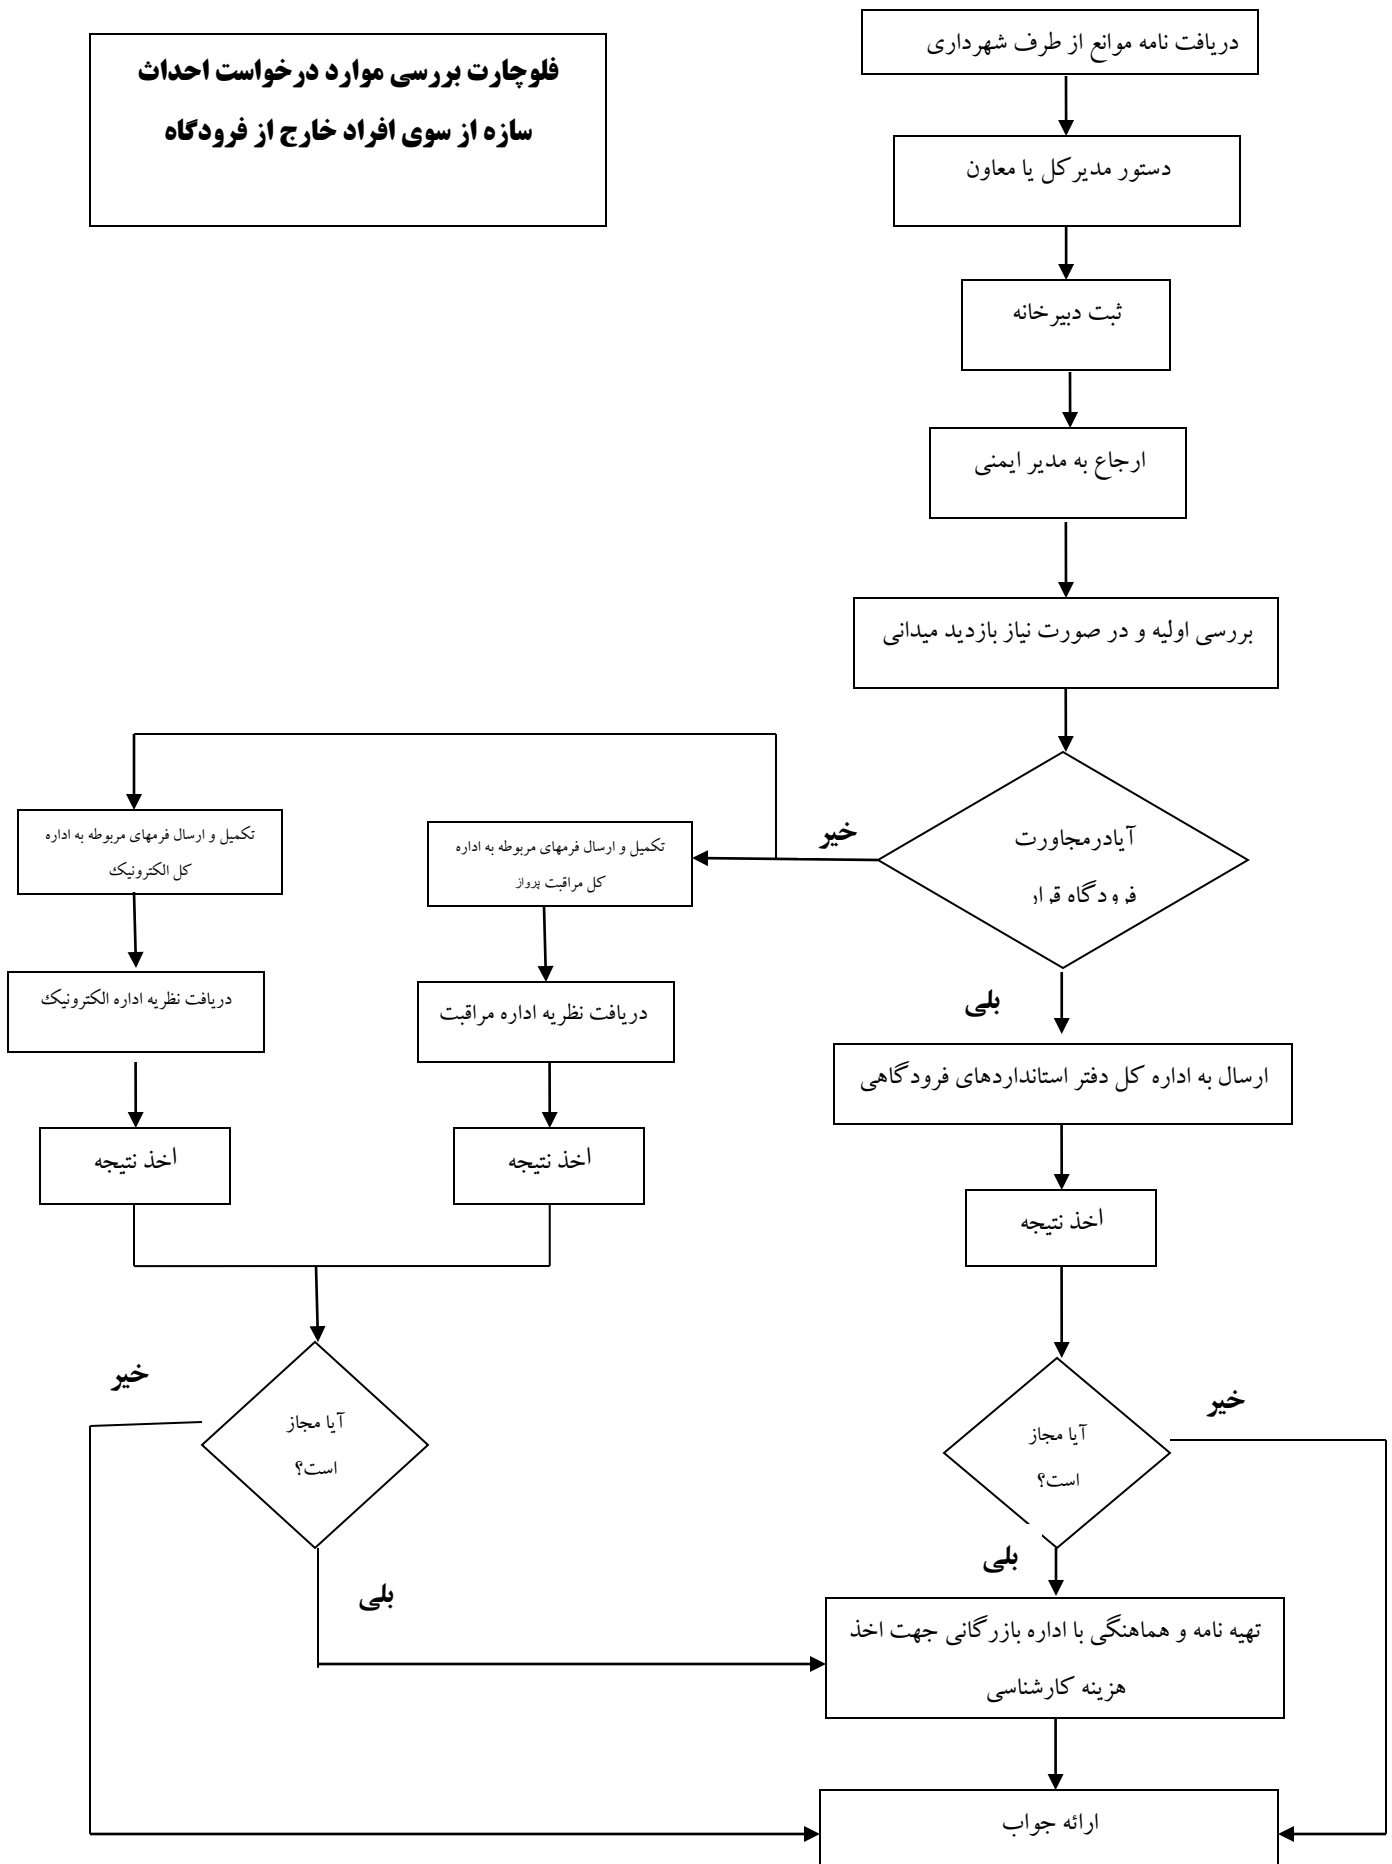 فلوچارت بررسی موارد درخواست احداث
سازه از سوی افراد خارج از فرودگاه
دریافت نامه موانع از طرف شهرداری
دستور مدیرکل یا معاون
ثبت دبیرخانه
ارجاع به مدیر ایمنی
بررسی اولیه و در صورت نیاز بازدید میدانی
آیادرمجاورت
فرودگاه قرار
خیر
بلی
تکمیل و ارسال فرمهای مربوطه به اداره
کل مراقبت پرواز
تکمیل و ارسال فرمهای مربوطه به اداره
کل الکترونیک
دریافت نظریه اداره مراقبت
دریافت نظریه اداره الکترونیک
ارسال به اداره کل دفتر استانداردهای فرودگاهی
اخذ نتیجه
اخذ نتیجه
اخذ نتیجه
آیا مجاز
است؟
خیر
بلی
آیا مجاز
است؟
خیر
بلی
تهیه نامه و هماهنگی با اداره بازرگانی جهت اخذ
هزینه کارشناسی
ارائه جواب